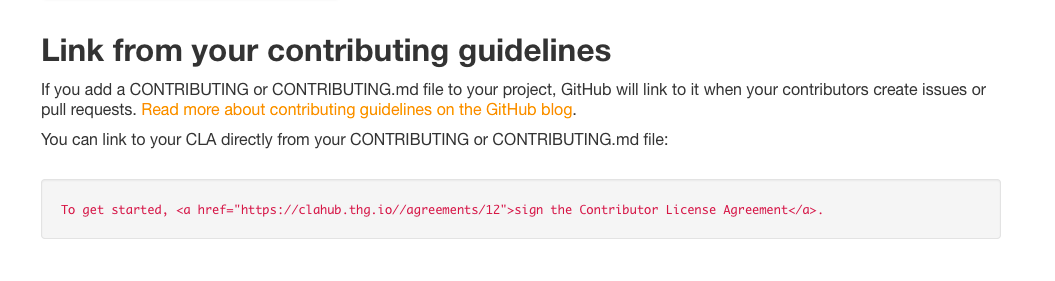 Link from your contributing guidelines
If you add a CONTRIBUTING or CONTRIBUTING.md file to your project, GitHub will link to it when your contributors create issues or
pull requests. Read more about contributing guidelines on the GitHub blog.
You can link to your CLA directly from your CONTRIBUTING or CONTRIBUTING.md file:
To get started, <a href="https://clahub.thg.io//agreements/12">sign the Contributor License Agreement</a>.